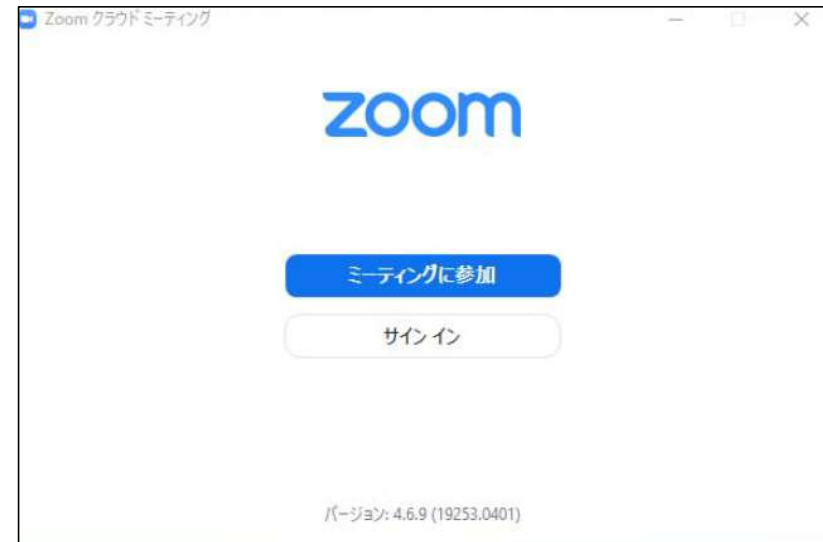 Zoom クラウド ミーティング
zoom
ミーティングに参加
サイン イン
バージョン: 4.6.9 (19253.0401)